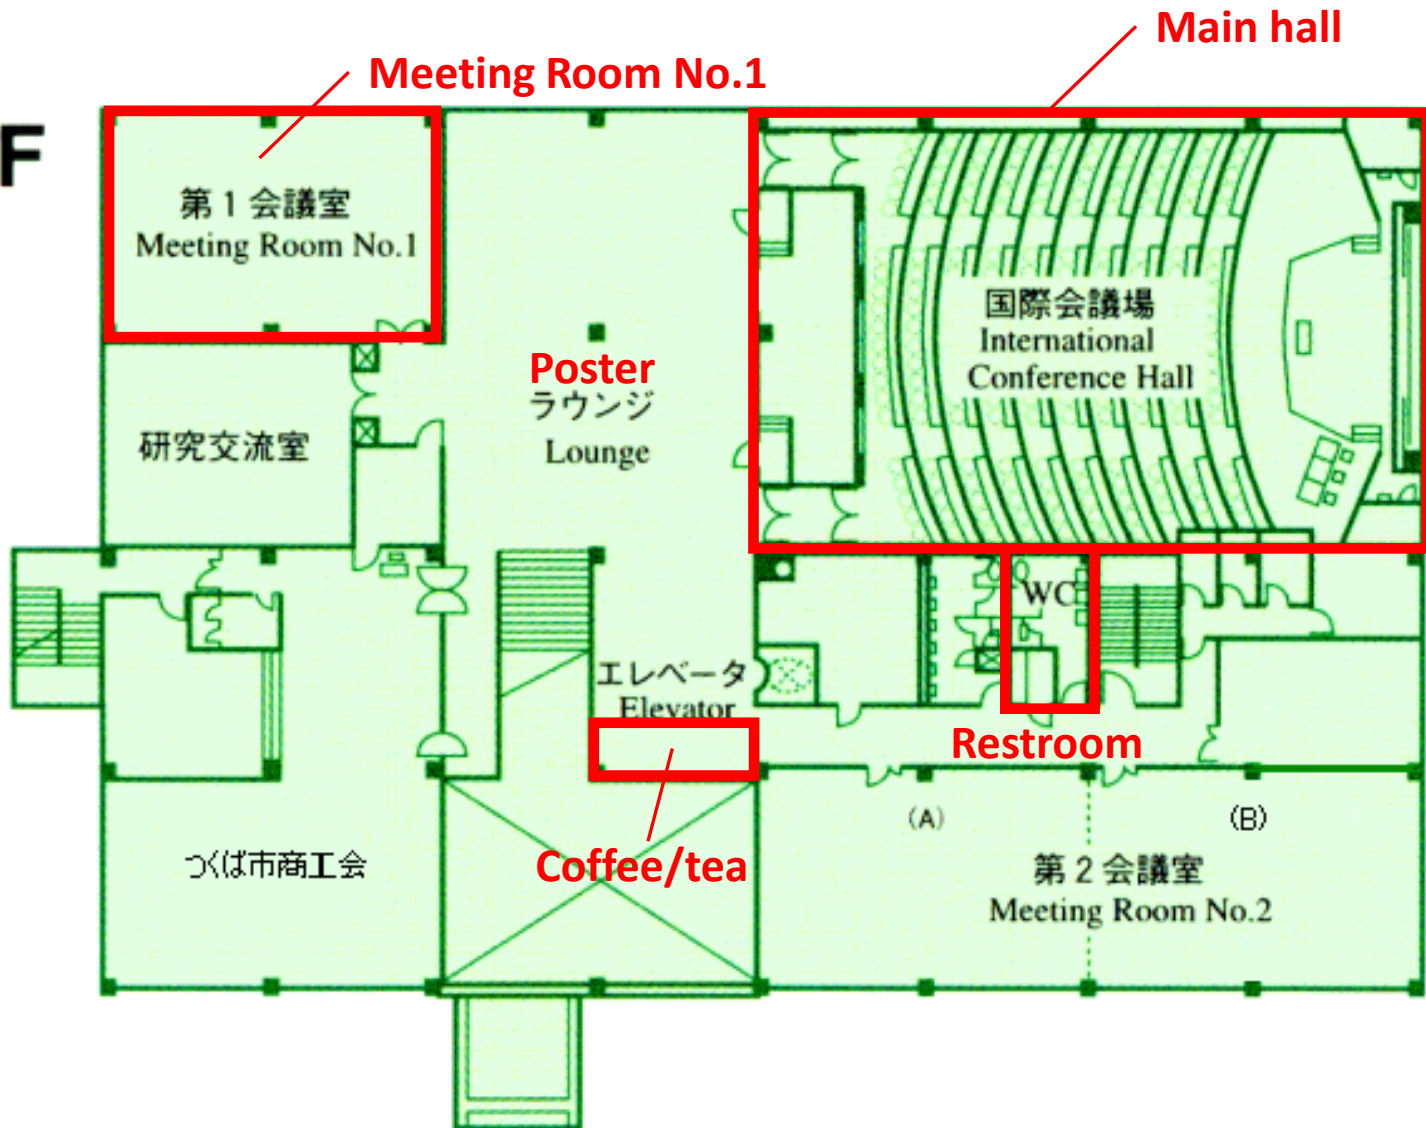 Main hall
Meeting Room No.1
F
第1会議室
Meeting Room No.1
国際会議場
International
Conference Hall
Poster
ラウンジ
Lounge
研究交流室
WC
エレベータ
Elevator
Restroom
(A)
(B)
Coffee/tea
つくば市商工会
第2会議室
Meeting Room No.2